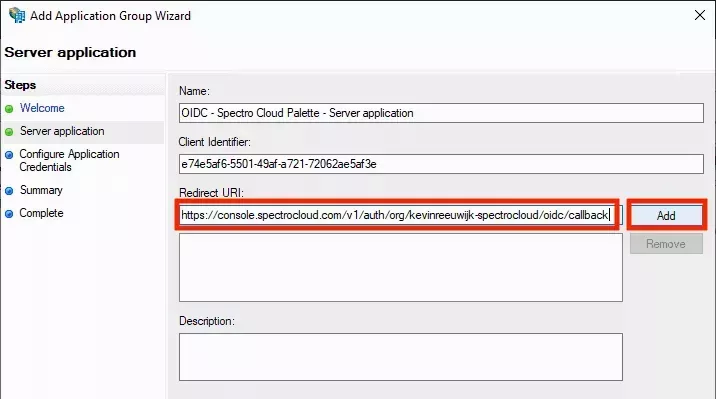 Add Application Group Wizard
Server application
Steps
Welcome
Server application
Configure Application
Credentials
Summary
Complete
Name:
OIDC - Spectro Cloud Palette - Server application
Client Identifier:
e74e5af6-5501-49af-a721-72062ae5af3e
Redirect URI:
https://console.spectrocloud.com/v1/auth/org/kevinreeuwijk-spectrocloud/oidc/callback
Add
Remove
Description: